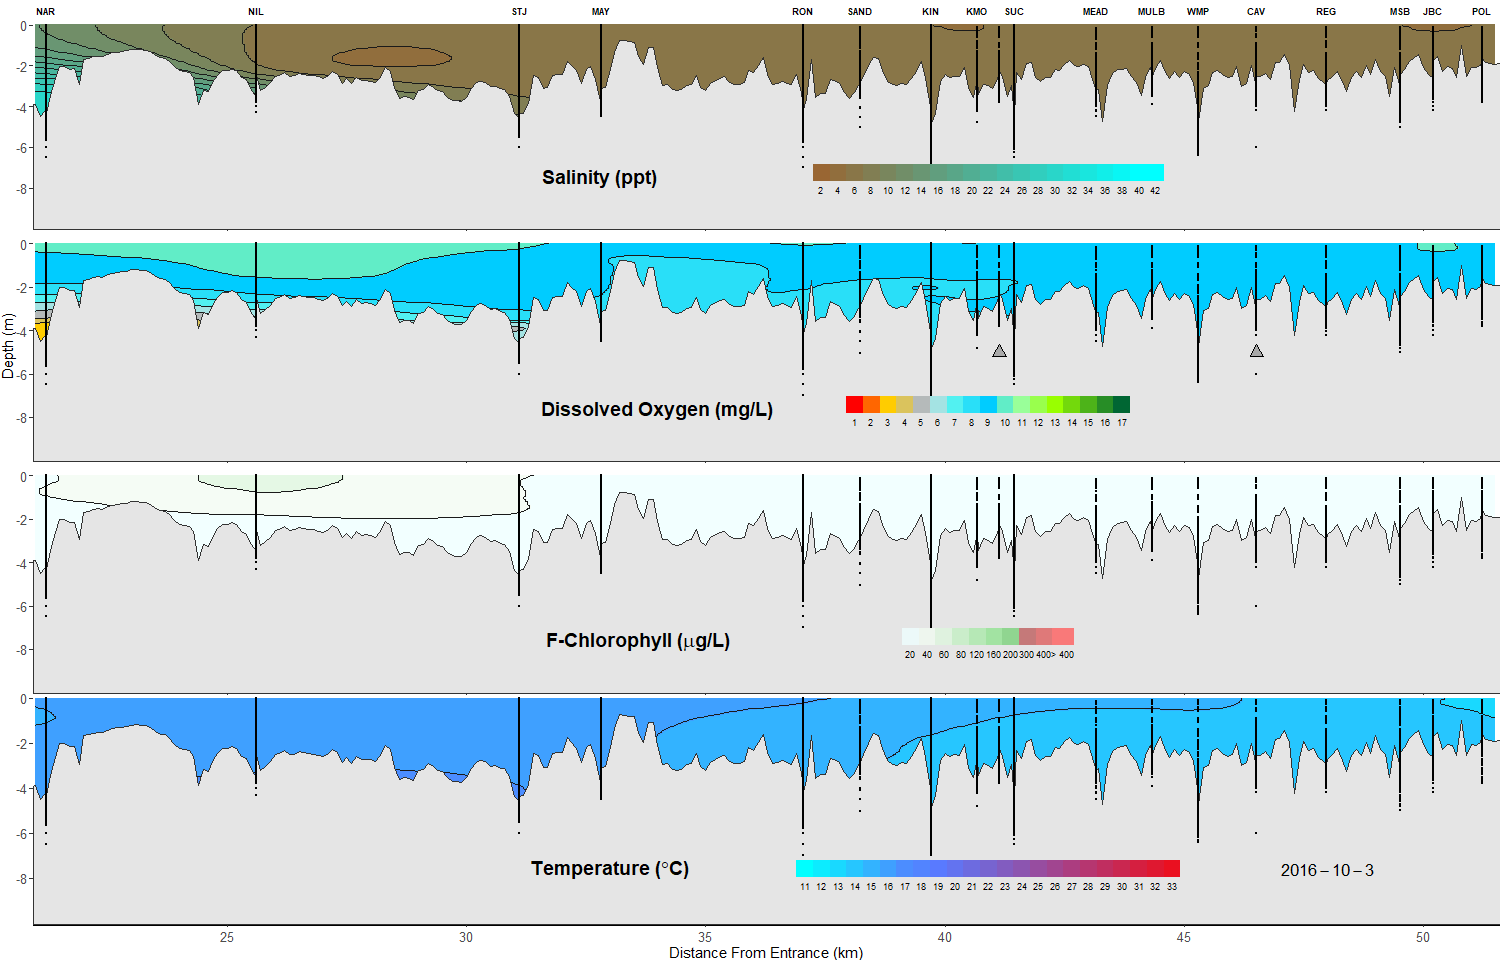 NAR NIL STJ MAY RON SAND KIN KMO SUC MEAD MULB WMP CAV REG MSB JBC POL
0
-2
-4
-6
-8
Salinity (ppt)
2 4 6 8 10 12 14 16 18 20 22 24 26 28 30 32 34 36 38 40 42
0
-2
-4
-6
-8
Depth (m)
Dissolved Oxygen (mg/L)
1 2 3 4 5 6 7 8 9 10 11 12 13 14 15 16 17
0
-2
-4
-6
-8
F-Chlorophyll (µg/L)
20 40 60 80 120 160 200 300 400 > 400
0
-2
-4
-6
-8
Temperature (°C)
11 12 13 14 15 16 17 18 19 20 21 22 23 24 25 26 27 28 29 30 31 32 33
2016 – 10 – 3
25 30 35 40 45 50
Distance From Entrance (km)